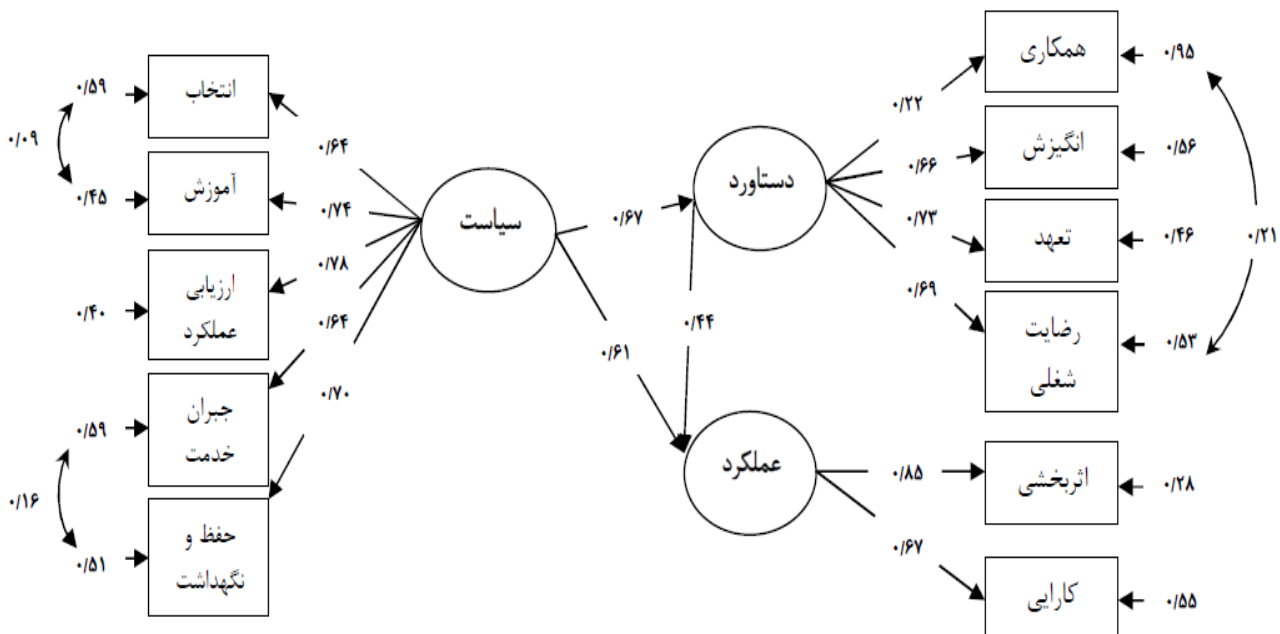 همکاری
۰/۹۵
انتخاب
۰/۵۹
۰/۲۲
۰/۰۹
۰/۶۴
انگیزش
۰/۵۶
۰/۶۶
دستاورد
آموزش
۰/۴۵
۰/۷۴
سیاست
۰/۶۷
۰/۷۳
تعهد
۰/۴۶
۰/۲۱
۰/۷۸
ارزیابی
عملکرد
۰/۴۰
۰/۶۹
۰/۶۴
۰/۴۴
رضایت
شغلی
۰/۵۳
۰/۶۱
۰/۷۰
جبران
خدمت
۰/۵۹
عملکرد
۰/۸۵
اثربخشی
۰/۲۸
۰/۱۶
حفظ و
نگهداشت
۰/۵۱
۰/۶۷
کارایی
۰/۵۵